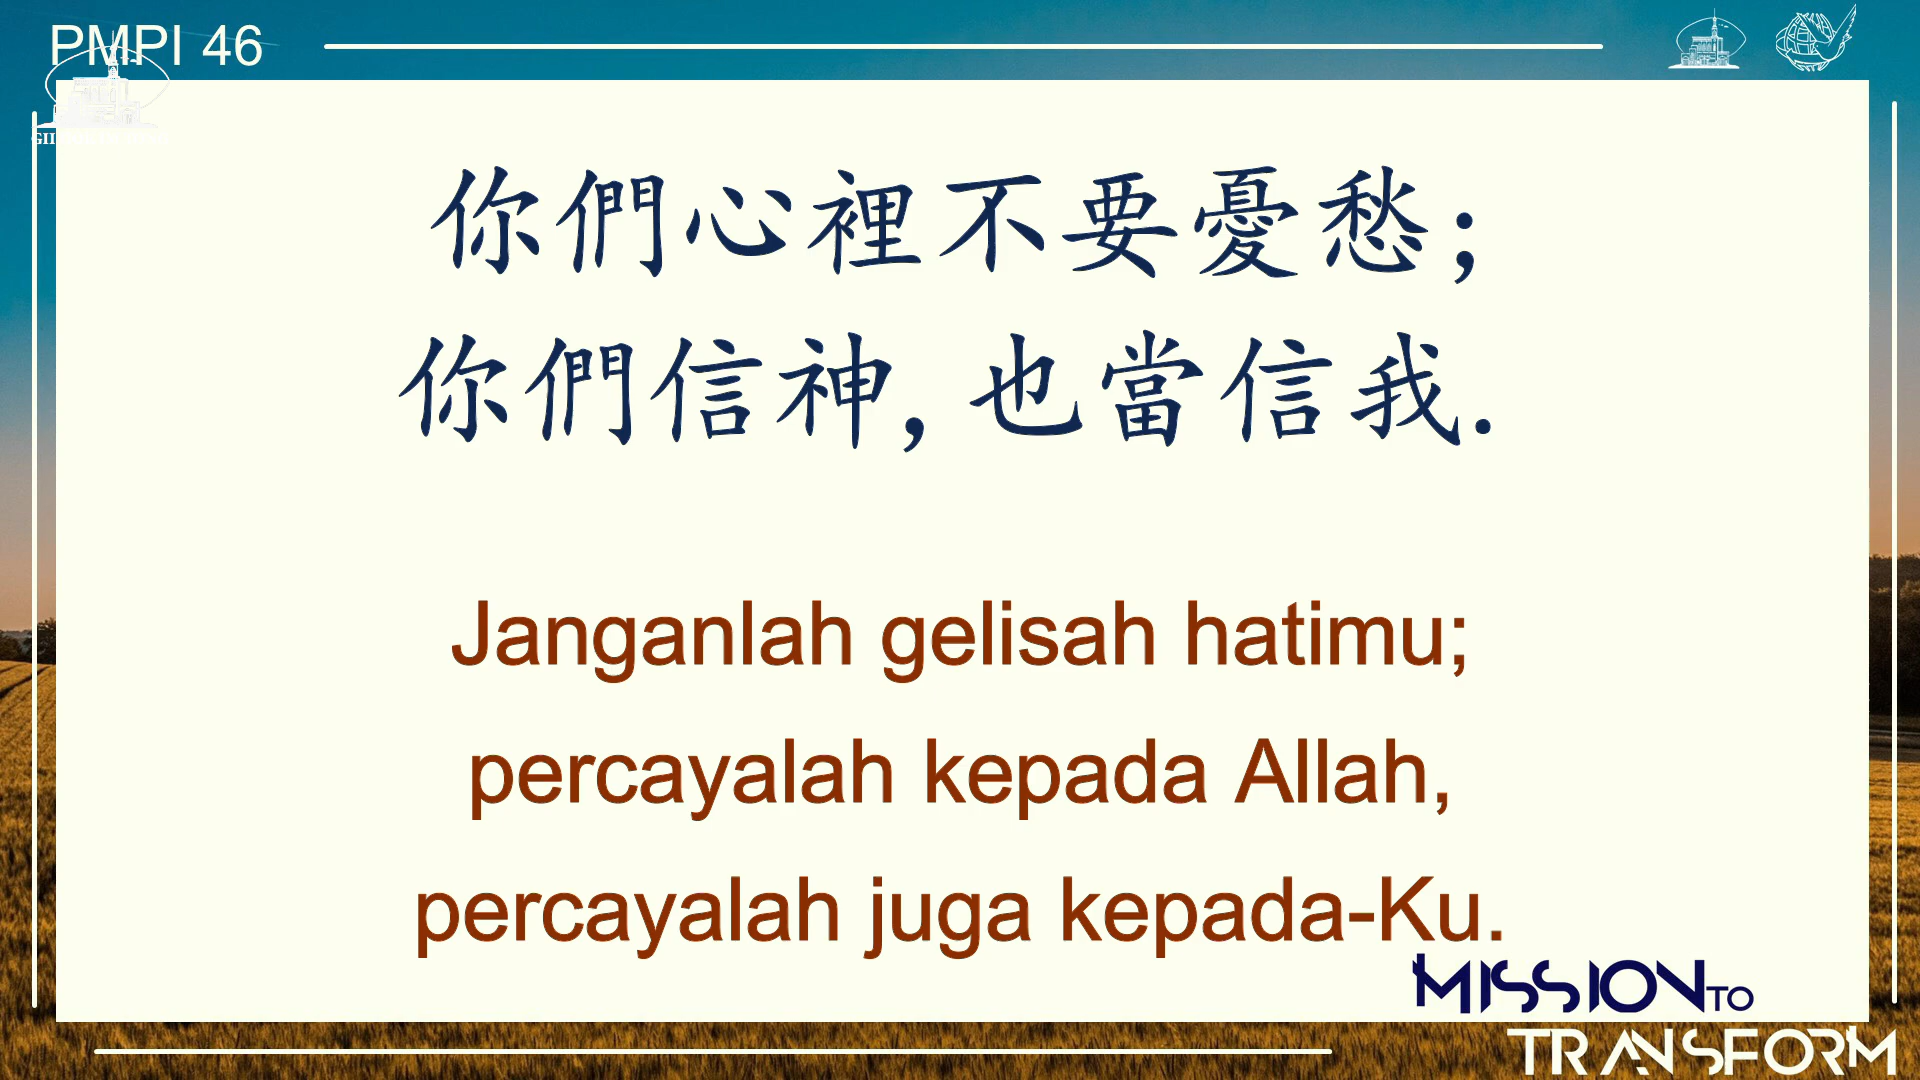 PMPI 46
你們心裡不要憂愁;
你們信神,也當信我.
Janganlah gelisah hatimu;
percayalah kepada Allah,
percayalah juga kepada-Ku.
MISSION TO
TRANSFORM